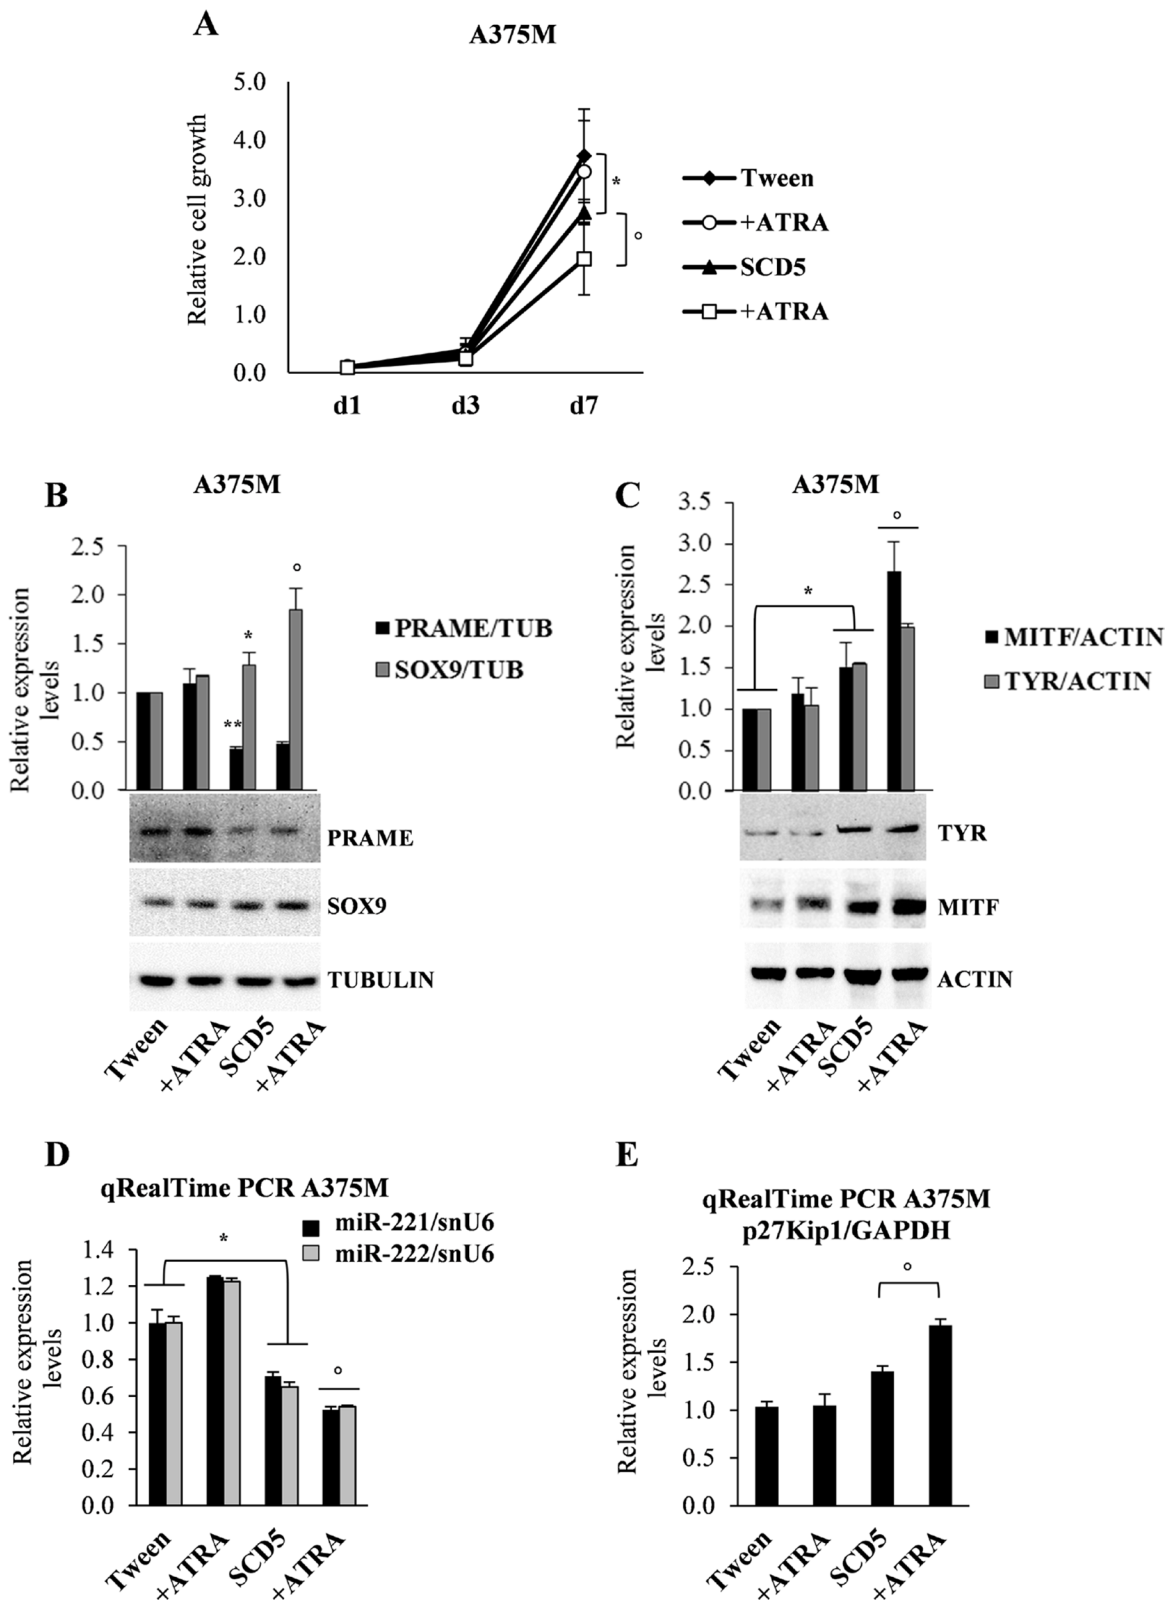 A
A375M
Relative cell growth
5.0
4.0
3.0
2.0
1.0
0.0
d1 d3 d7
*
°
Tween
+ATRA
SCD5
+ATRA
B
A375M
Relative expression
levels
2.5
2.0
1.5
1.0
0.5
0.0
**
*
°
PRAME/TUB
SOX9/TUB
PRAME
SOX9
TUBULIN
Tween
+ATRA
SCD5
+ATRA
C
A375M
Relative expression
levels
3.5
3.0
2.5
2.0
1.5
1.0
0.5
0.0
*
°
MITF/ACTIN
TYR/ACTIN
TYR
MITF
ACTIN
Tween
+ATRA
SCD5
+ATRA
D
qRealTime PCR A375M
miR-221/snU6
miR-222/snU6
Relative expression
levels
1.4
1.2
1.0
0.8
0.6
0.4
0.2
0.0
*
°
Tween
+ATRA
SCD5
+ATRA
E
qRealTime PCR A375M
p27Kip1/GAPDH
Relative expression
levels
2.5
2.0
1.5
1.0
0.5
0.0
°
Tween
+ATRA
SCD5
+ATRA